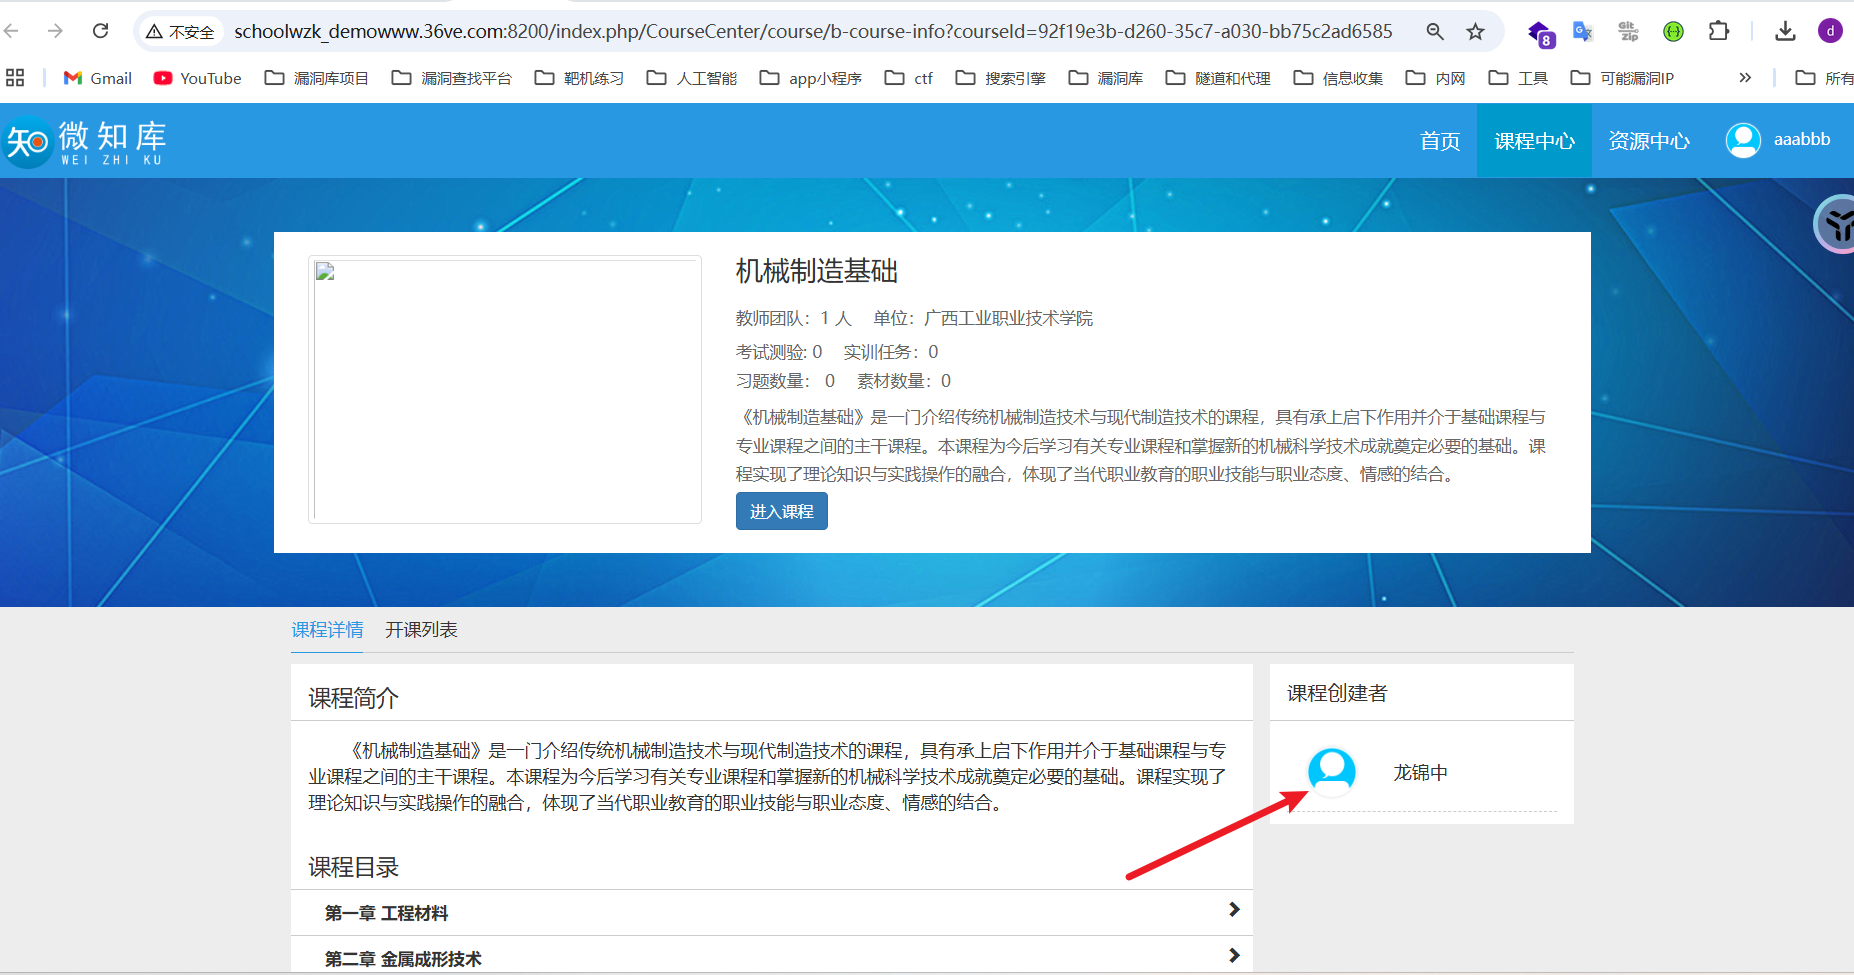 不安全 schoolwzk_demowww.36ve.com:8200/index.php/CourseCenter/course/b-course-info?courseId=92f19e3b-d260-35c7-a030-bb75c2ad6585 8 G Git Zip d
Gmail YouTube 漏洞库项目 漏洞查找平台 靶机练习 人工智能 app小程序 ctf 搜索引擎 漏洞库 隧道和代理 信息收集 内网 工具 可能漏洞IP » 所有
知 微知库 WEI ZHI KU 首页 课程中心 资源中心 aaabbb
机械制造基础
教师团队：1 人 单位：广西工业职业技术学院
考试测验: 0 实训任务：0
习题数量： 0 素材数量：0
《机械制造基础》是一门介绍传统机械制造技术与现代制造技术的课程，具有承上启下作用并介于基础课程与
专业课程之间的主干课程。本课程为今后学习有关专业课程和掌握新的机械科学技术成就奠定必要的基础。课
程实现了理论知识与实践操作的融合，体现了当代职业教育的职业技能与职业态度、情感的结合。
进入课程
课程详情 开课列表
课程简介
《机械制造基础》是一门介绍传统机械制造技术与现代制造技术的课程，具有承上启下作用并介于基础课程与专
业课程之间的主干课程。本课程为今后学习有关专业课程和掌握新的机械科学技术成就奠定必要的基础。课程实现了
理论知识与实践操作的融合，体现了当代职业教育的职业技能与职业态度、情感的结合。
课程创建者
龙锦中
课程目录
第一章 工程材料
第二章 金属成形技术